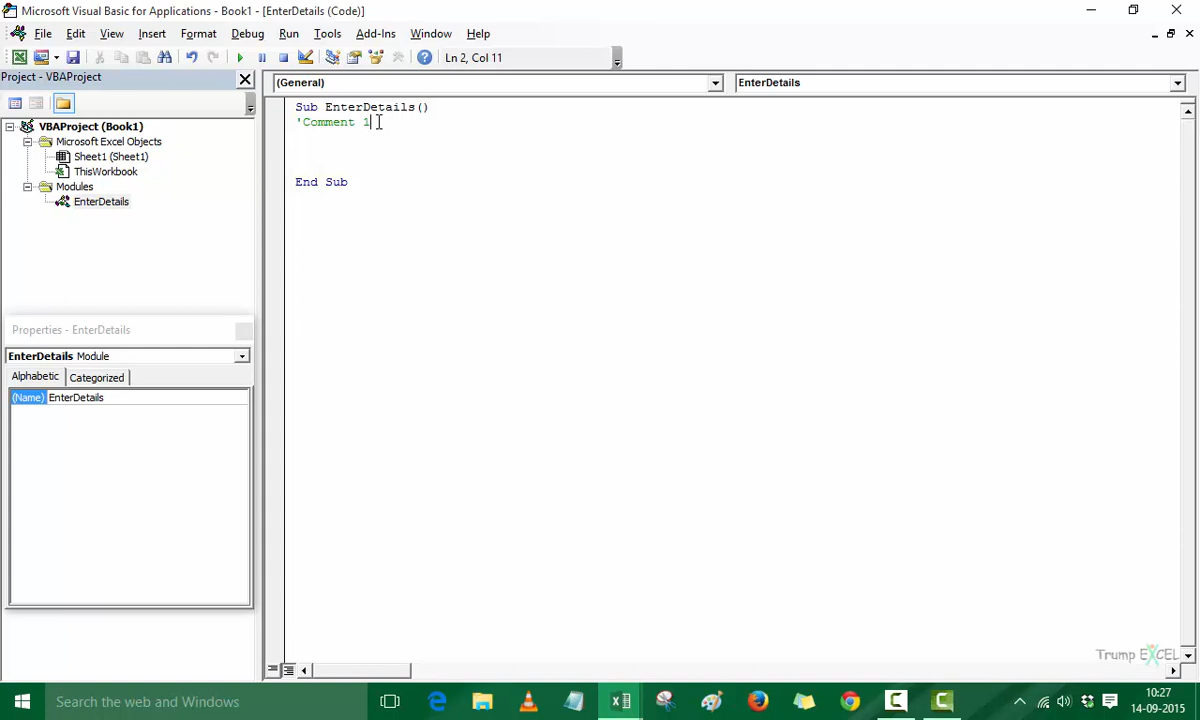 Microsoft Visual Basic for Applications - Book1 - [EnterDetails (Code)]
File Edit View Insert Format Debug Run Tools Add-Ins Window Help
Ln 2, Col 11
Project - VBAProject
(General) EnterDetails
VBAProject (Book1)
Microsoft Excel Objects
Sheet1 (Sheet1)
ThisWorkbook
Modules
EnterDetails
Sub EnterDetails()
'Comment 1
End Sub
Properties - EnterDetails
EnterDetails Module
Alphabetic Categorized
(Name) EnterDetails
Trump EXCEL
Search the web and Windows
10:27
14-09-2015